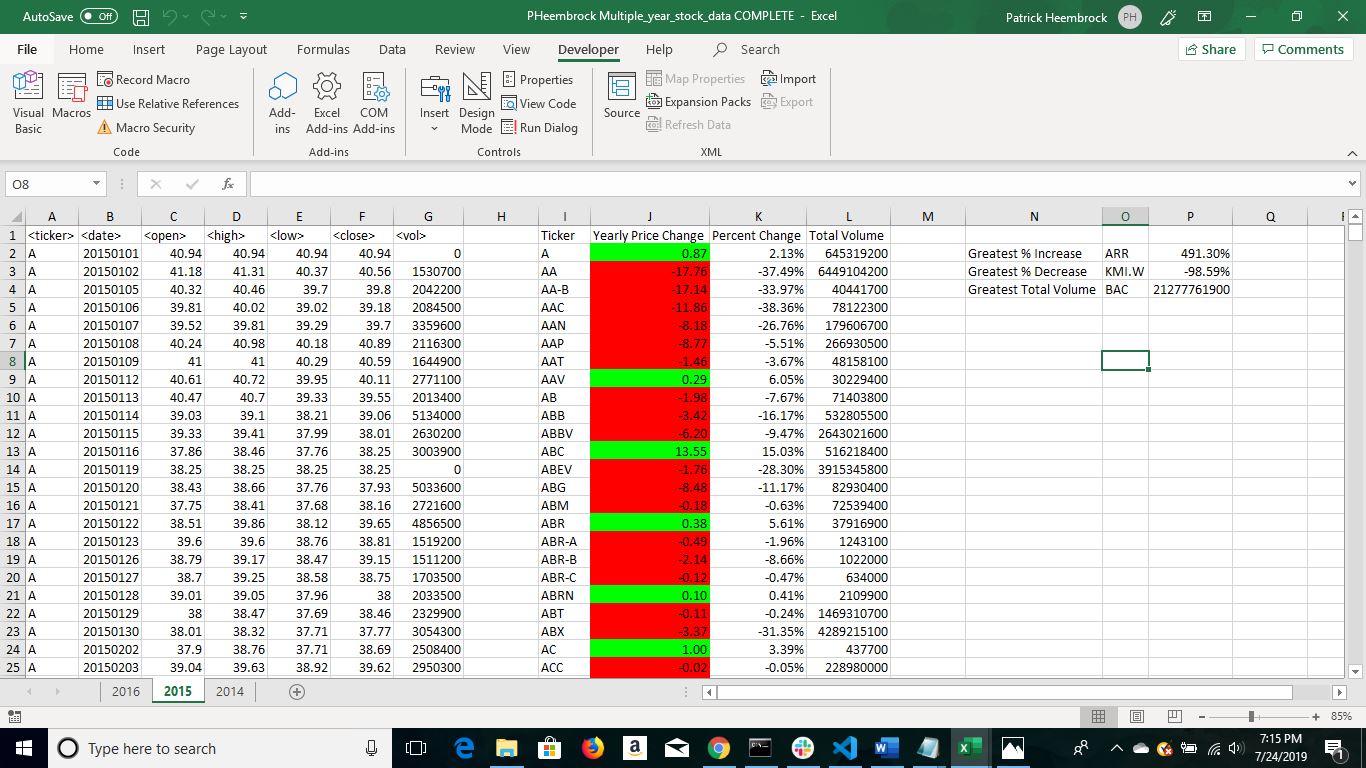 AutoSave Off PHeembrock Multiple_year_stock_data COMPLETE - Excel Patrick Heembrock PH
File Home Insert Page Layout Formulas Data Review View Developer Help Search Share Comments
Visual Basic Macros Record Macro Use Relative References Macro Security Code
Add-ins Excel Add-ins COM Add-ins Add-ins
Insert Design Mode Properties View Code Run Dialog Controls
Source Map Properties Expansion Packs Refresh Data Import Export XML
O8 fx
A B C D E F G H I J K L M N O P Q
1 <ticker> <date> <open> <high> <low> <close> <vol> Ticker Yearly Price Change Percent Change Total Volume
2 A 20150101 40.94 40.94 40.94 40.94 0 A 0.87 2.13% 645319200 Greatest % Increase ARR 491.30%
3 A 20150102 41.18 41.31 40.37 40.56 1530700 AA -17.76 -37.49% 6449104200 Greatest % Decrease KMI.W -98.59%
4 A 20150105 40.32 40.46 39.7 39.8 2042200 AA-B -17.14 -33.97% 40441700 Greatest Total Volume BAC 21277761900
5 A 20150106 39.81 40.02 39.02 39.18 2084500 AAC -11.86 -38.36% 78122300
6 A 20150107 39.52 39.81 39.29 39.7 3359600 AAN -8.18 -26.76% 179606700
7 A 20150108 40.24 40.98 40.18 40.89 2116300 AAP -8.77 -5.51% 266930500
8 A 20150109 41 41 40.29 40.59 1644900 AAT -1.46 -3.67% 48158100
9 A 20150112 40.61 40.72 39.95 40.11 2771100 AAV 0.29 6.05% 30229400
10 A 20150113 40.47 40.7 39.33 39.55 2013400 AB -1.98 -7.67% 71403800
11 A 20150114 39.03 39.1 38.21 39.06 5134000 ABB -3.42 -16.17% 532805500
12 A 20150115 39.33 39.41 37.99 38.01 2630200 ABBV -6.20 -9.47% 2643021600
13 A 20150116 37.86 38.46 37.76 38.25 3003900 ABC 13.55 15.03% 516218400
14 A 20150119 38.25 38.25 38.25 38.25 0 ABEV -1.76 -28.30% 3915345800
15 A 20150120 38.43 38.66 37.76 37.93 5033600 ABG -8.48 -11.17% 82930400
16 A 20150121 37.75 38.41 37.68 38.16 2721600 ABM -0.18 -0.63% 72539400
17 A 20150122 38.51 39.86 38.12 39.65 4856500 ABR 0.38 5.61% 37916900
18 A 20150123 39.6 39.6 38.76 38.81 1519200 ABR-A -0.49 -1.96% 1243100
19 A 20150126 38.79 39.17 38.47 39.15 1511200 ABR-B -2.14 -8.66% 1022000
20 A 20150127 38.7 39.25 38.58 38.75 1703500 ABR-C -0.12 -0.47% 634000
21 A 20150128 39.01 39.05 37.96 38 2033500 ABRN 0.10 0.41% 2109900
22 A 20150129 38 38.47 37.69 38.46 2329900 ABT -0.11 -0.24% 1469310700
23 A 20150130 38.01 38.32 37.71 37.77 3054300 ABX -3.37 -31.35% 4289215100
24 A 20150202 37.9 38.76 37.71 38.69 2508400 AC 1.00 3.39% 437700
25 A 20150203 39.04 39.63 38.92 39.62 2950300 ACC -0.02 -0.05% 228980000
2016 2015 2014
85%
Type here to search 7:15 PM
7/24/2019 1